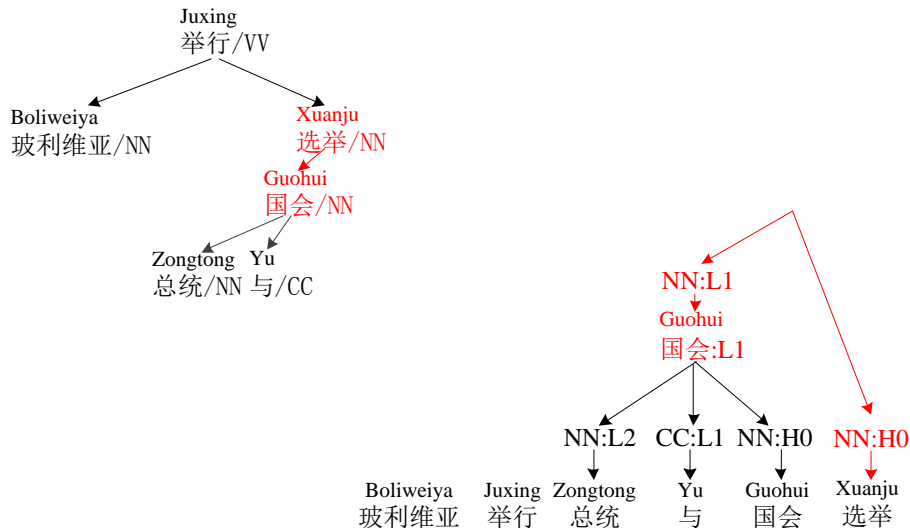 Juxing
举行/VV
Boliweiya
玻利维亚/NN
Xuanju
选举/NN
Guohui
国会/NN
Zongtong Yu
总统/NN 与/CC
NN:L1
Guohui
国会:L1
NN:L2 CC:L1 NN:H0 NN:H0
Boliweiya Juxing Zongtong Yu Guohui Xuanju
玻利维亚 举行 总统 与 国会 选举